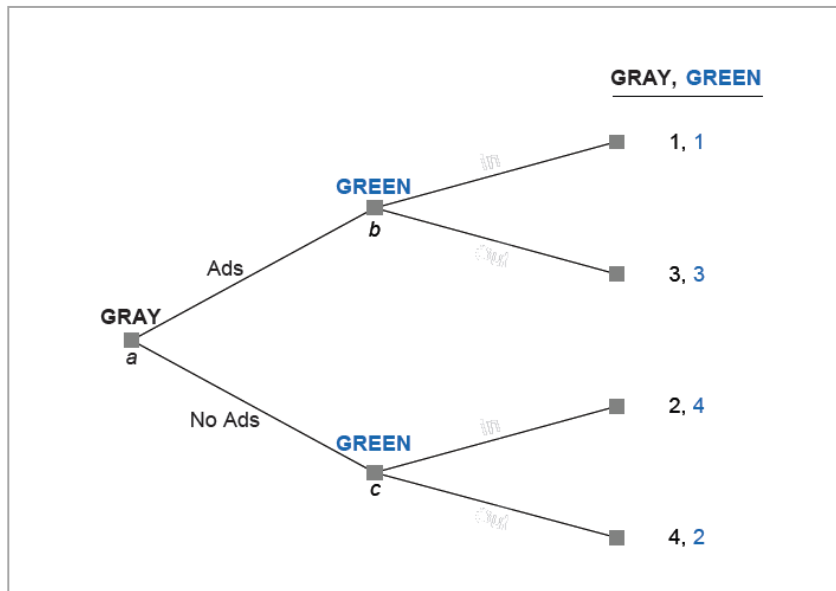 GRAY, GREEN
1, 1
GREEN
b
3, 3
Ads
GRAY
a
No Ads
2, 4
GREEN
c
4, 2